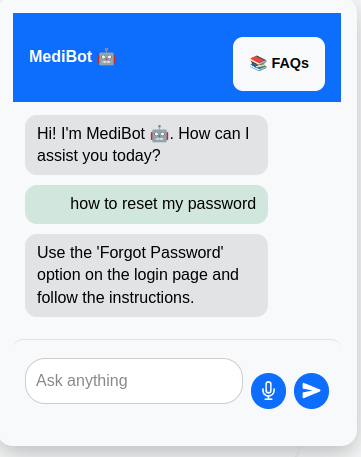 MediBot 🤖
📚 FAQs
Hi! I'm MediBot 🤖. How can I
assist you today?
how to reset my password
Use the 'Forgot Password'
option on the login page and
follow the instructions.
Ask anything